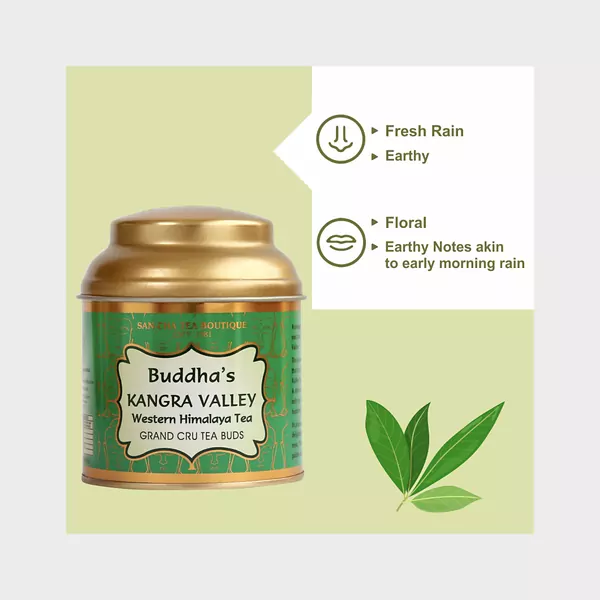 Fresh Rain
Earthy
Floral
Earthy Notes akin
to early morning rain
TEA BOUTIQUE
Buddha's
KANGRA VALLEY
Western Himalaya Tea
GRAND CRU TEA BUDS